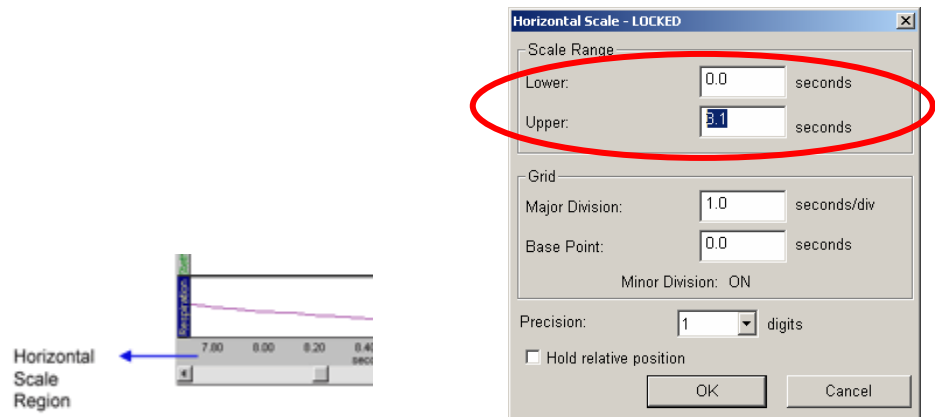 Horizontal Scale - LOCKED
Scale Range
Lower: 0.0 seconds
Upper: 3.1 seconds
Grid
Major Division: 1.0 seconds/div
Base Point: 0.0 seconds
Minor Division: ON
Precision: 1 digits
Hold relative position
OK Cancel
Respiration
7.80 8.00 8.20 8.40
Horizontal
Scale
Region